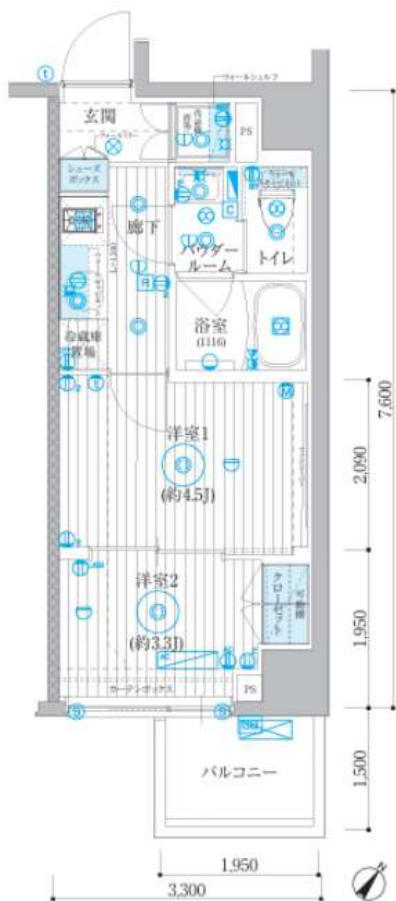 ウォールシェルフ
玄関
PS
シューズ
ボックス
廊下
パウダー
ルーム
トイレ
浴室
(1116)
冷蔵庫
置場
洋室1
(約4.5J)
洋室2
(約3.3J)
クローゼット
カーテンボックス
PS
バルコニー
7,600
2,090
1,950
1,500
1,950
3,300
N